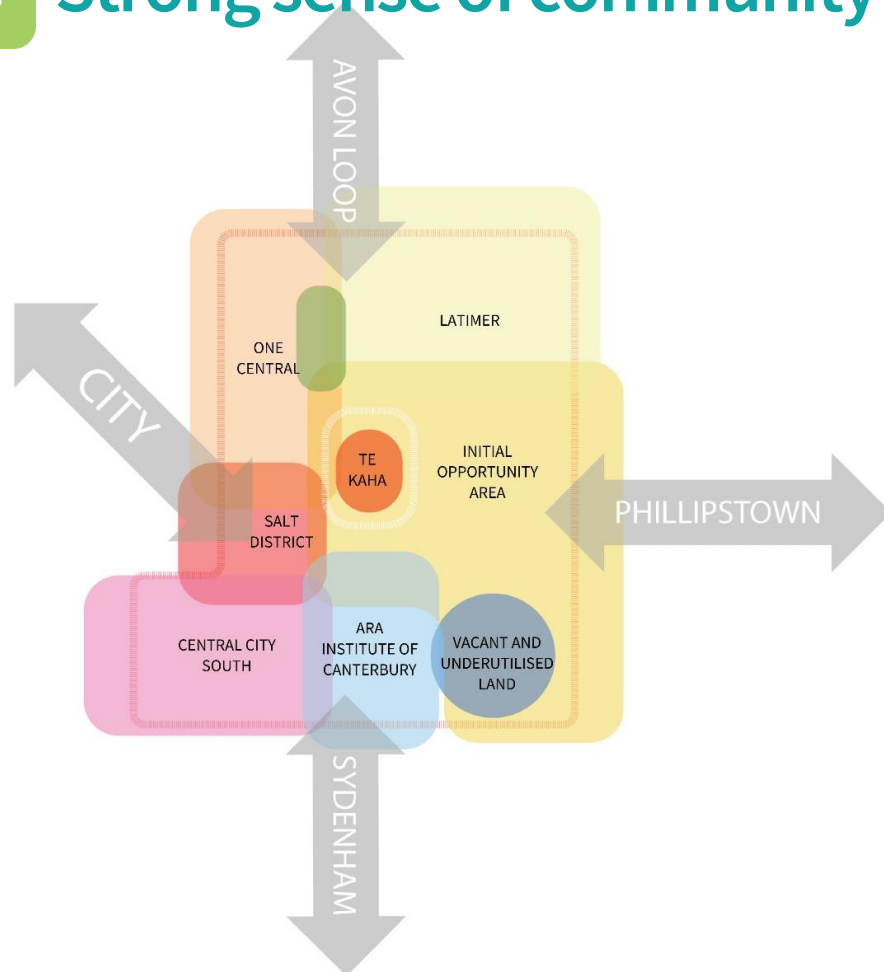 Strong sense of community
AVON LOOP
LATIMER
ONE
CENTRAL
CITY
TE
KAHA
INITIAL
OPPORTUNITY
AREA
PHILLIPSTOWN
SALT
DISTRICT
CENTRAL CITY
SOUTH
ARA
INSTITUTE OF
CANTERBURY
VACANT AND
UNDERUTILISED
LAND
SYDENHAM